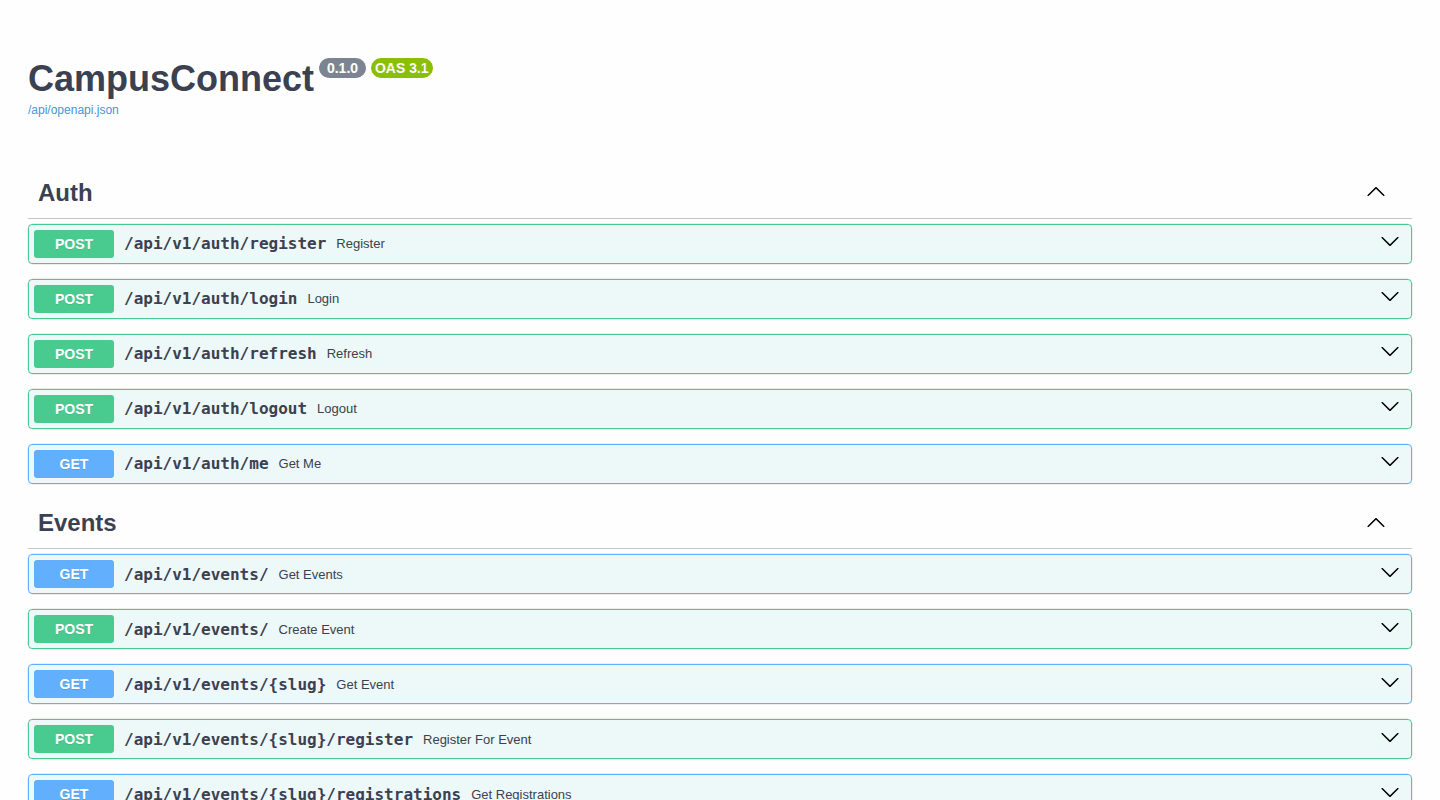 CampusConnect 0.1.0 OAS 3.1
/api/openapi.json
Auth
POST /api/v1/auth/register Register
POST /api/v1/auth/login Login
POST /api/v1/auth/refresh Refresh
POST /api/v1/auth/logout Logout
GET /api/v1/auth/me Get Me
Events
GET /api/v1/events/ Get Events
POST /api/v1/events/ Create Event
GET /api/v1/events/{slug} Get Event
POST /api/v1/events/{slug}/register Register For Event
GET /api/v1/events/{slug}/registrations Get Registrations